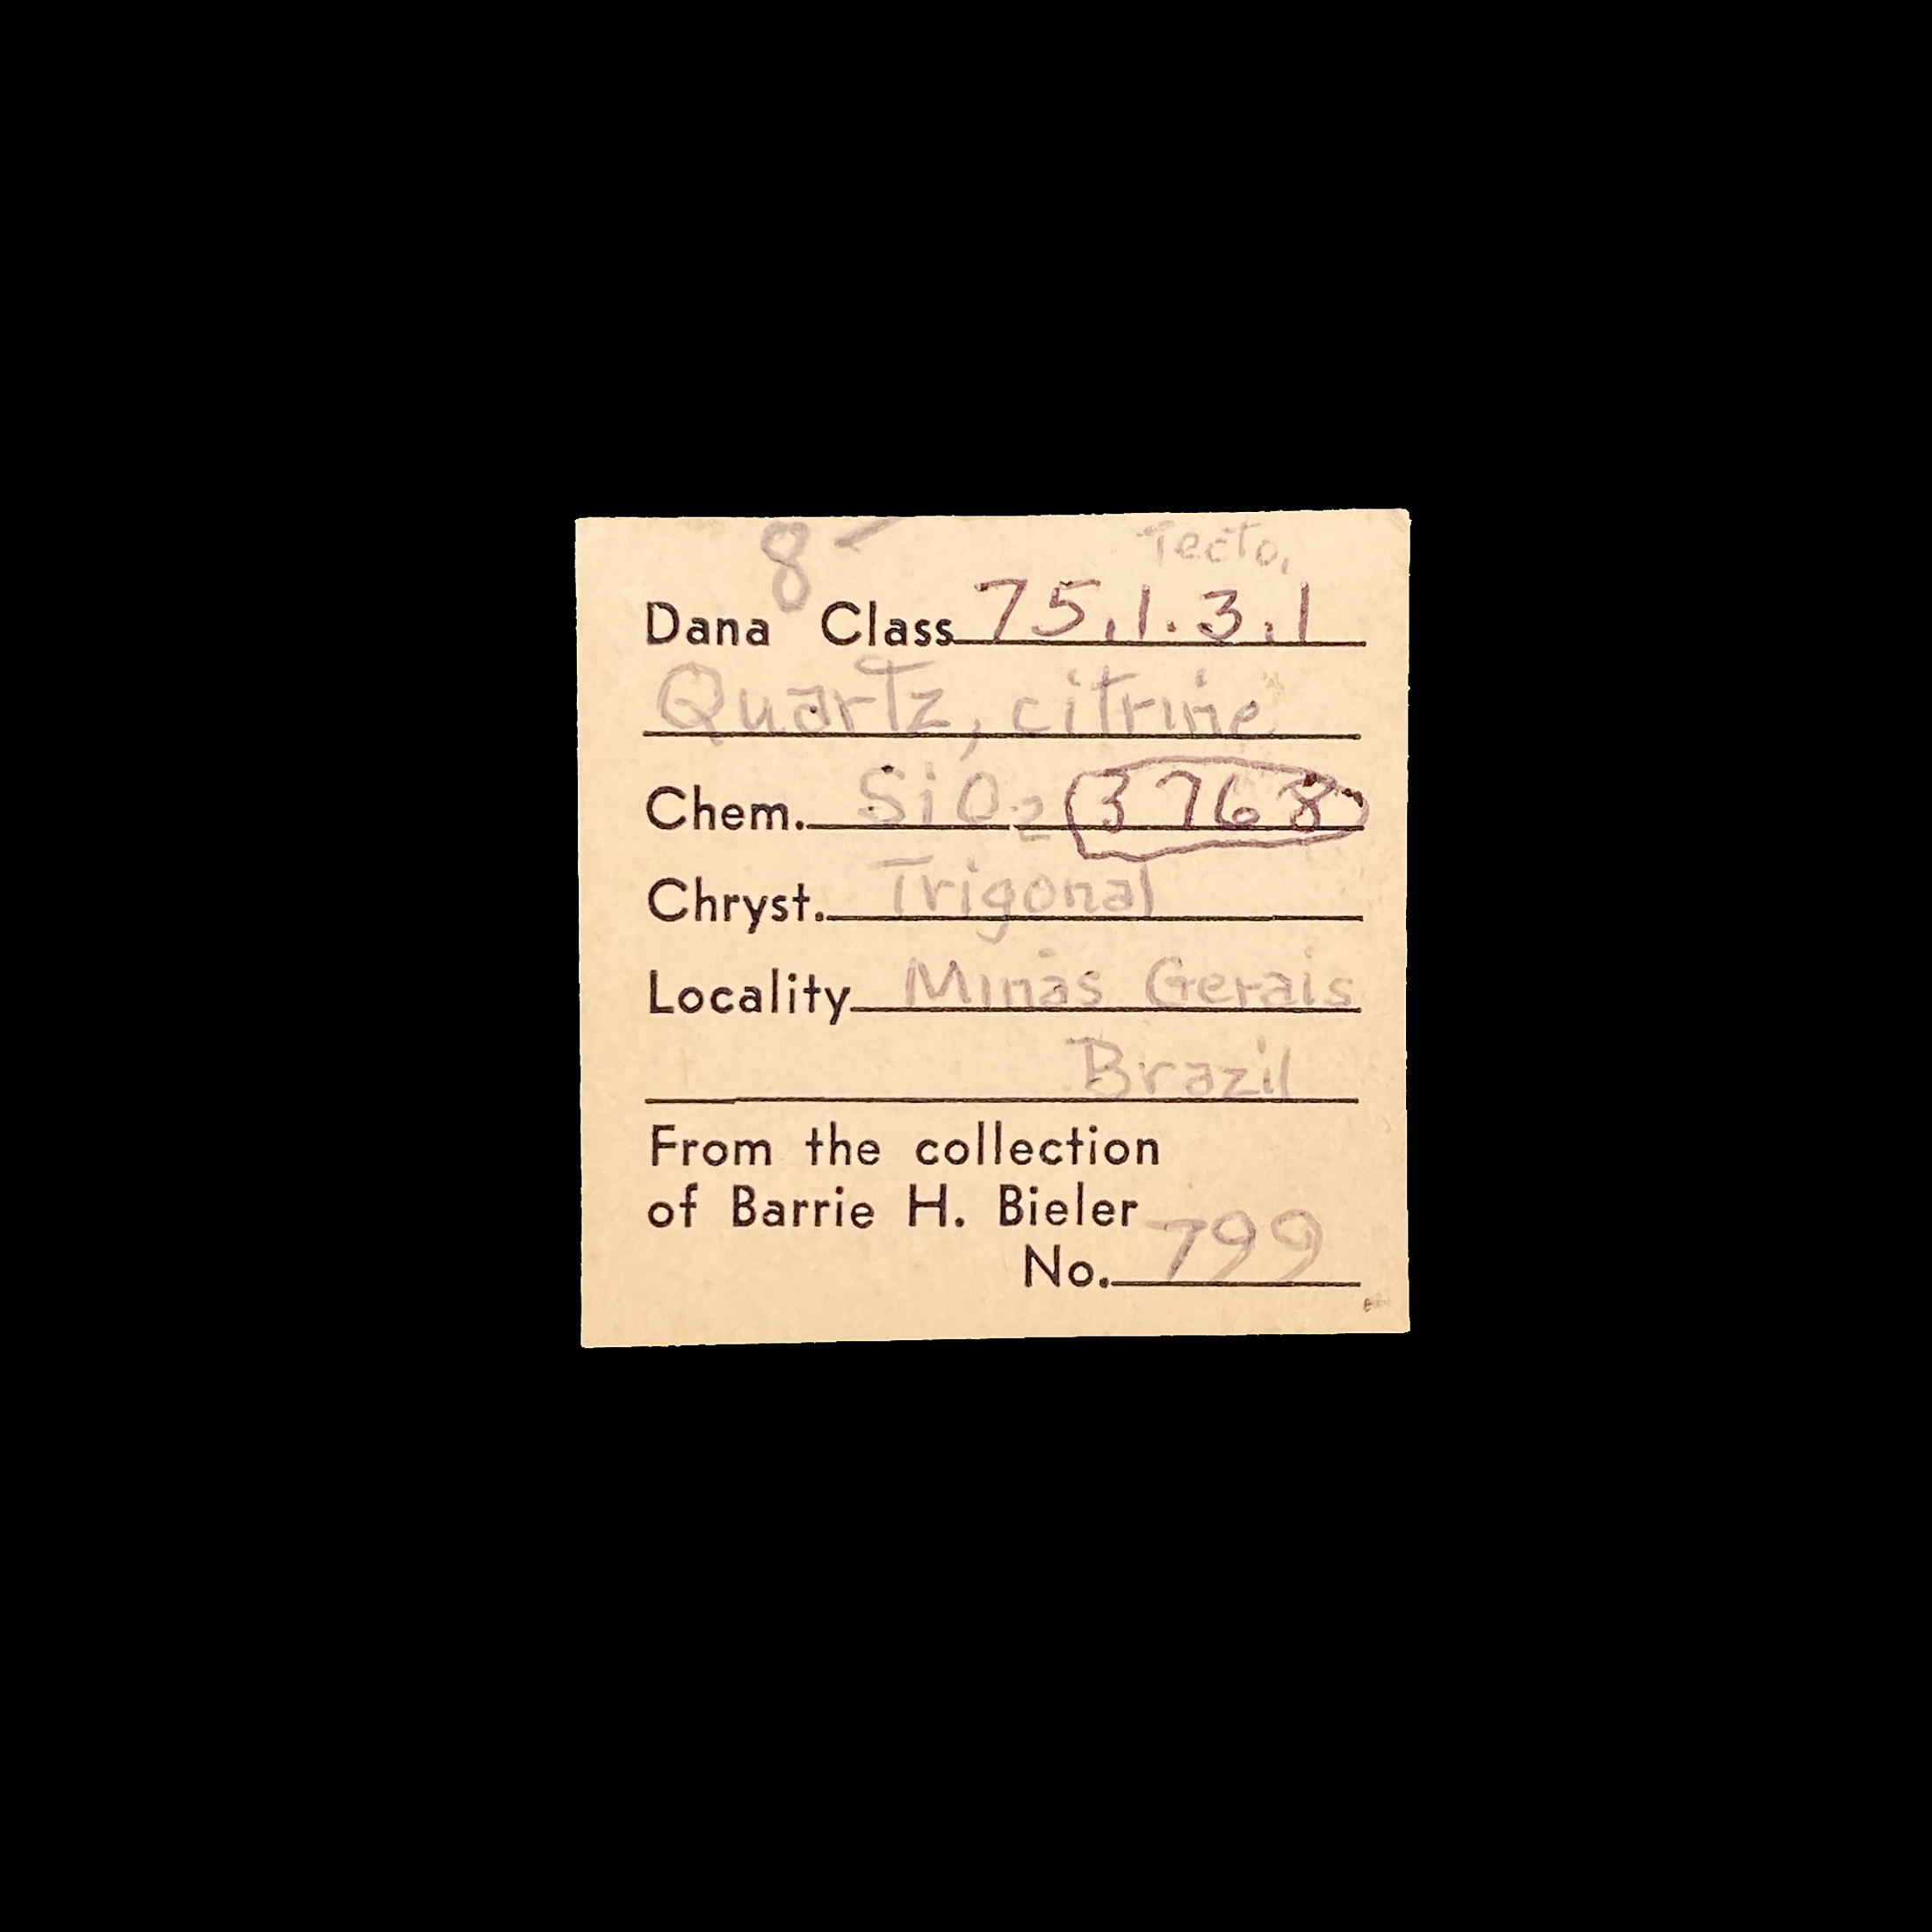 8- Tecto.
Dana Class 75.1.3.1
Quartz, citrine
Chem. SiO₂ 3768
Chryst. Trigonal
Locality Minas Gerais
Brazil
From the collection
of Barrie H. Bieler
No. 799